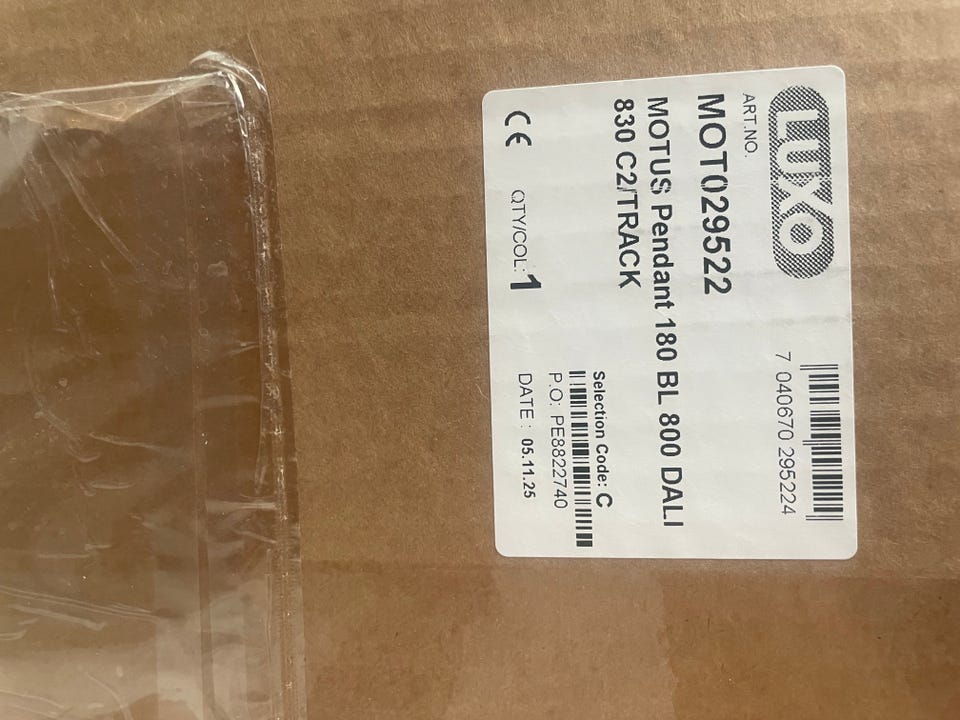 LUXO
7 040670 295224
ART.NO.
MOT029522
MOTUS Pendant 180 BL 800 DALI
830 C2/TRACK
Selection Code: C
P.O: PE8822740
CE QTY/COL: 1 DATE : 05.11.25